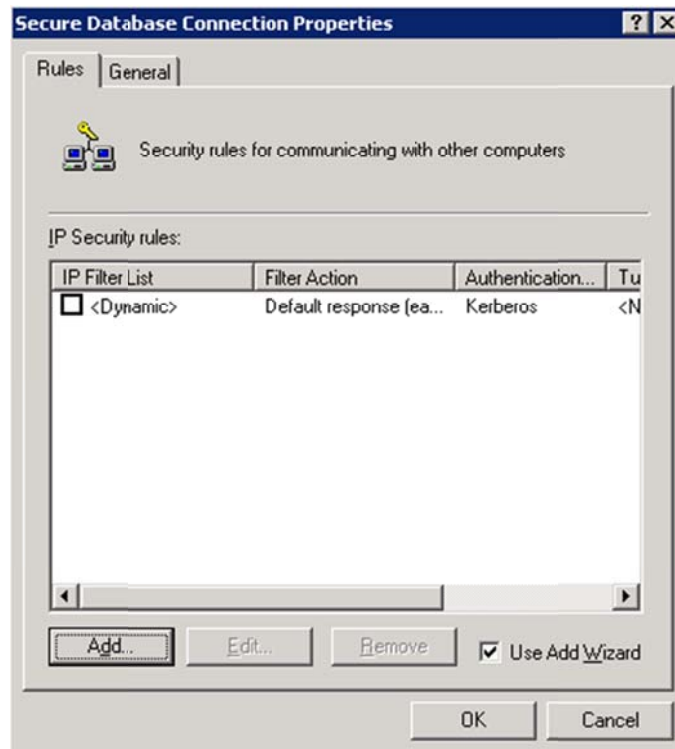 Secure Database Connection Properties
Rules General
Security rules for communicating with other computers
IP Security rules:
IP Filter List Filter Action Authentication... Tu
<Dynamic> Default response (ea... Kerberos <N
Add... Edit... Remove Use Add Wizard
OK Cancel